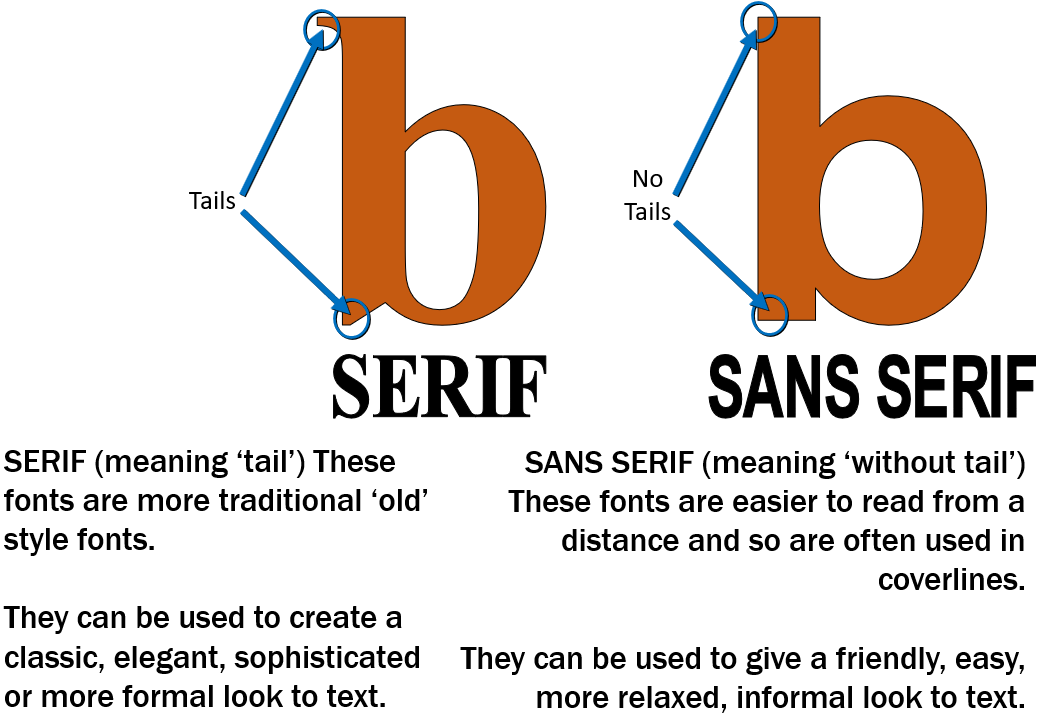 b
b
Tails
No
Tails
SERIF
SANS SERIF
SERIF (meaning ‘tail’) These
fonts are more traditional ‘old’
style fonts.
They can be used to create a
classic, elegant, sophisticated
or more formal look to text.
SANS SERIF (meaning ‘without tail’)
These fonts are easier to read from a
distance and so are often used in
coverlines.
They can be used to give a friendly, easy,
more relaxed, informal look to text.